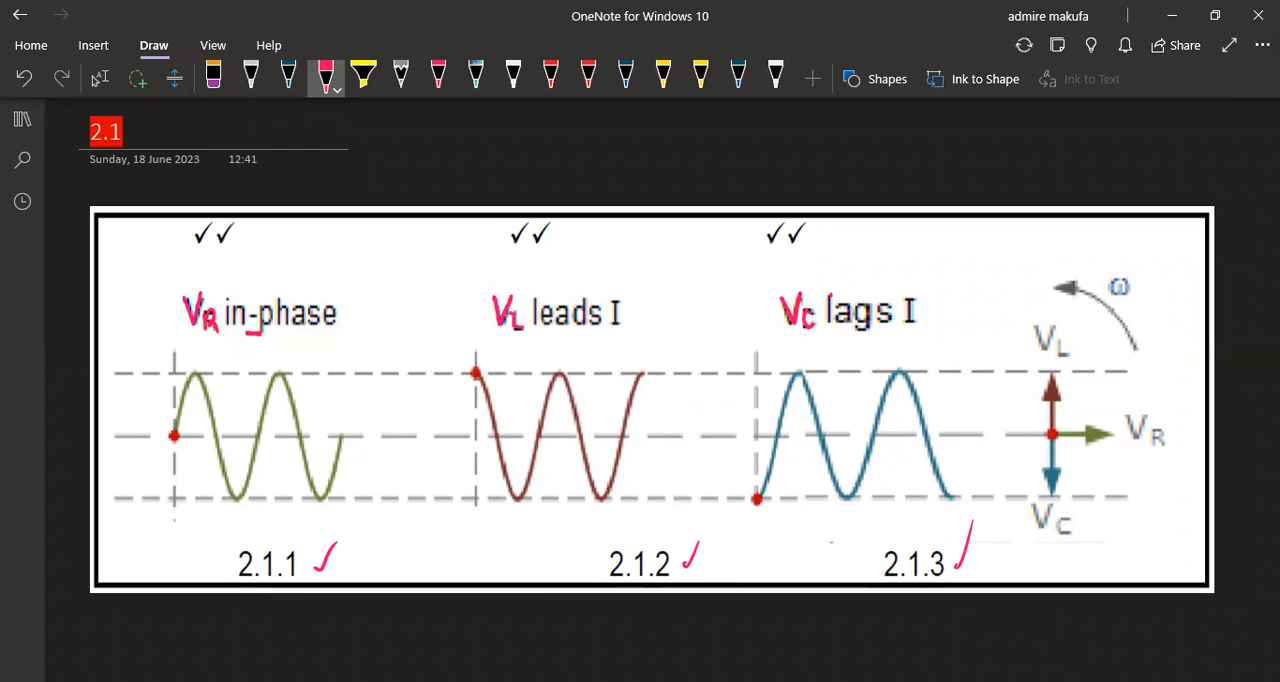 OneNote for Windows 10
admire makufa
Home Insert Draw View Help
Share
Shapes
Ink to Shape
Ink to Text
2.1
Sunday, 18 June 2023 12:41
✓✓ ✓✓ ✓✓
VR in-phase VL leads I VC lags I
ω
VL
VR
VC
2.1.1 ✓ 2.1.2 ✓ 2.1.3 ✓